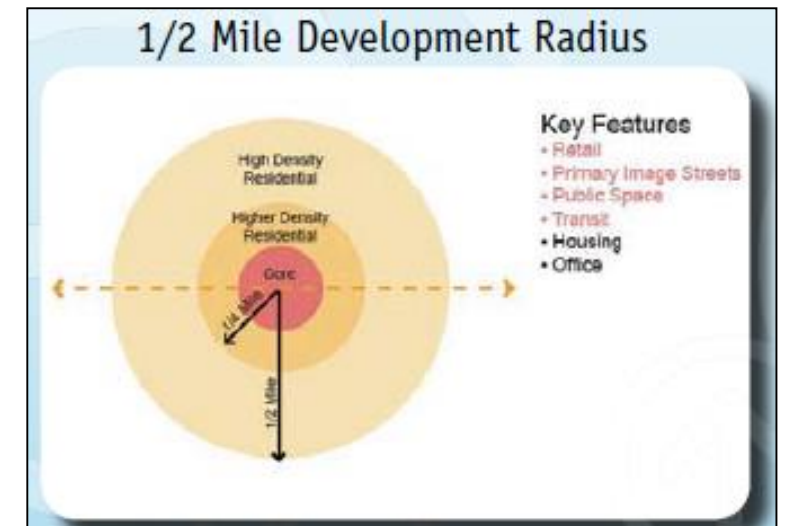 1/2 Mile Development Radius
High Density
Residential
Higher Density
Residential
Core
1/4 Mile
1/2 Mile
Key Features
• Retail
• Primary Image Streets
• Public Space
• Transit
• Housing
• Office